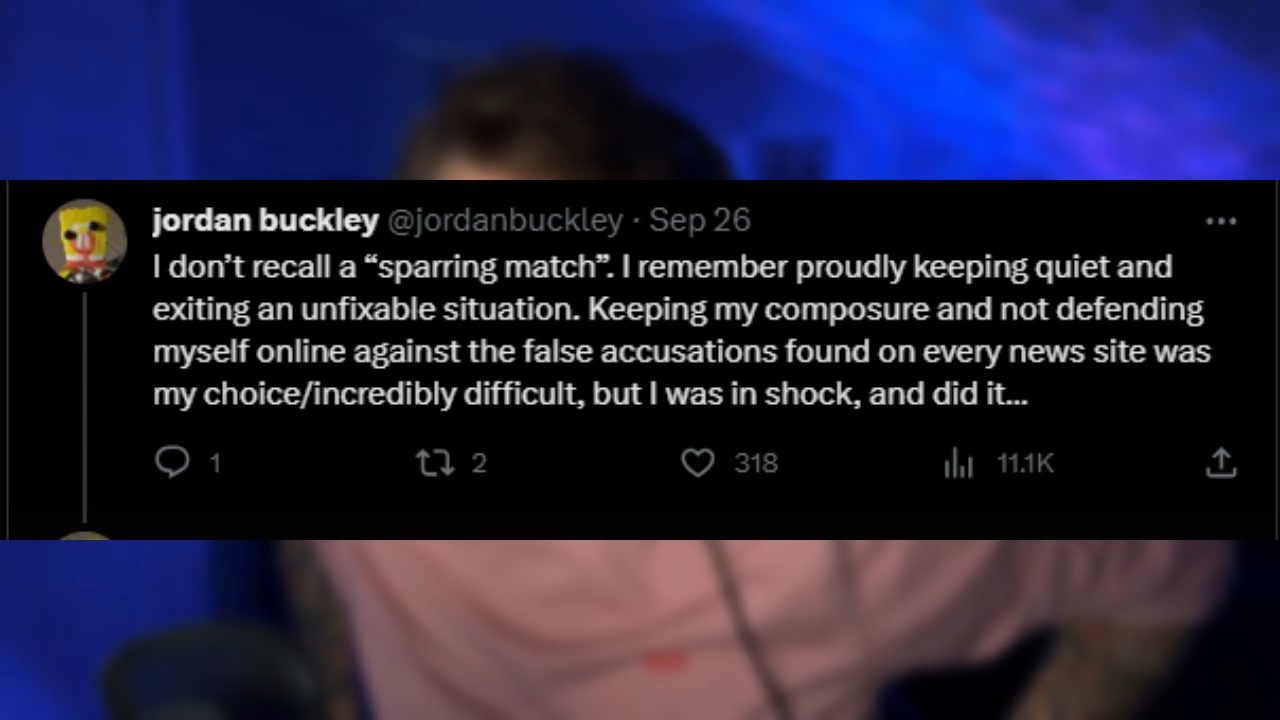 jordan buckley @jordanbuckley · Sep 26
I don’t recall a “sparring match”. I remember proudly keeping quiet and
exiting an unfixable situation. Keeping my composure and not defending
myself online against the false accusations found on every news site was
my choice/incredibly difficult, but I was in shock, and did it...
1 2 318 11.1K